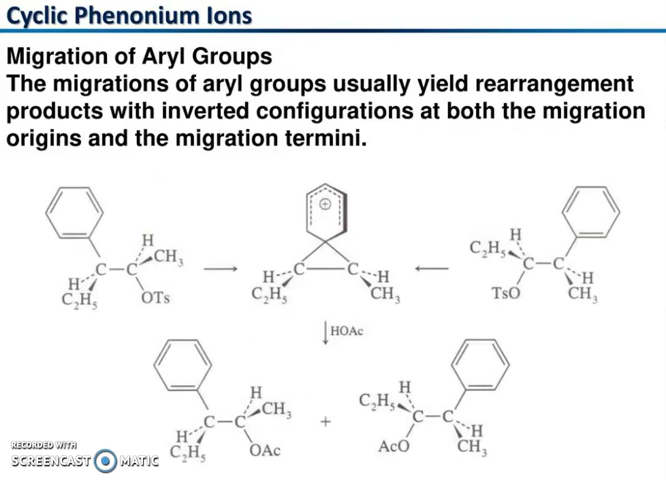 Cyclic Phenonium Ions
Migration of Aryl Groups
The migrations of aryl groups usually yield rearrangement
products with inverted configurations at both the migration
origins and the migration termini.
H
C–C
CH₃
H
C₂H₅
OTs
⊕
H
C
C
H
C₂H₅
CH₃
H
C₂H₅
C–C
H
TsO
CH₃
HOAc
H
CH₃
C–C
H
C₂H₅
OAc
+
H
C₂H₅
C–C
H
AcO
CH₃
RECORDED WITH
SCREENCAST MATIC